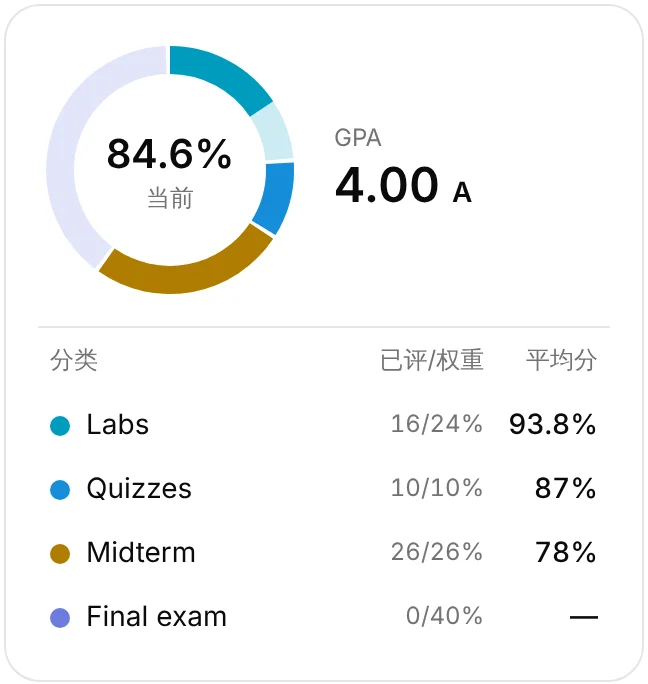 84.6%
当前
GPA
4.00 A
分类 已评/权重 平均分
Labs 16/24% 93.8%
Quizzes 10/10% 87%
Midterm 26/26% 78%
Final exam 0/40% —